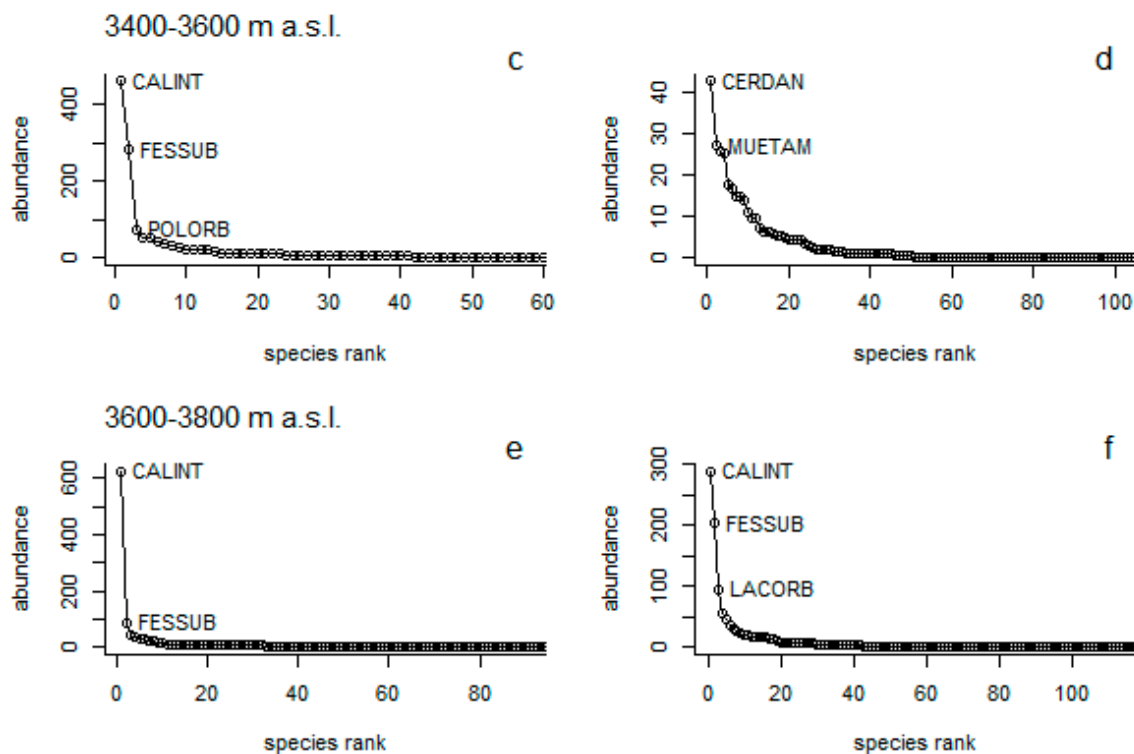 3400-3600 m a.s.l.
c
abundance
400
200
0
CALINT
FESSUB
POLORB
0 10 20 30 40 50 60
species rank
d
abundance
40
30
20
10
0
CERDAN
MUETAM
0 20 40 60 80 100
species rank
3600-3800 m a.s.l.
e
abundance
600
400
200
0
CALINT
FESSUB
0 20 40 60 80
species rank
f
abundance
300
200
100
0
CALINT
FESSUB
LACORB
0 20 40 60 80 100
species rank